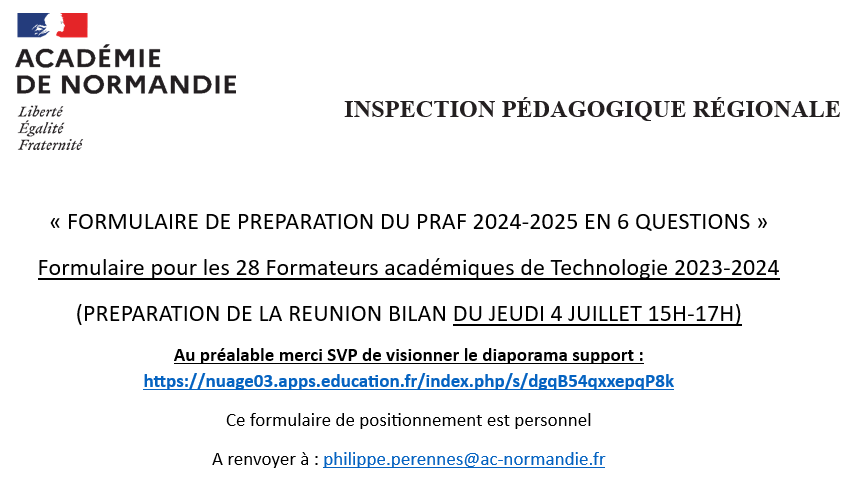 ACADÉMIE
DE NORMANDIE
Liberté
Égalité
Fraternité
INSPECTION PÉDAGOGIQUE RÉGIONALE
« FORMULAIRE DE PREPARATION DU PRAF 2024-2025 EN 6 QUESTIONS »
Formulaire pour les 28 Formateurs académiques de Technologie 2023-2024
(PREPARATION DE LA REUNION BILAN DU JEUDI 4 JUILLET 15H-17H)
Au préalable merci SVP de visionner le diaporama support :
https://nuage03.apps.education.fr/index.php/s/dgqB54qxxepqP8k
Ce formulaire de positionnement est personnel
A renvoyer à : philippe.perennes@ac-normandie.fr